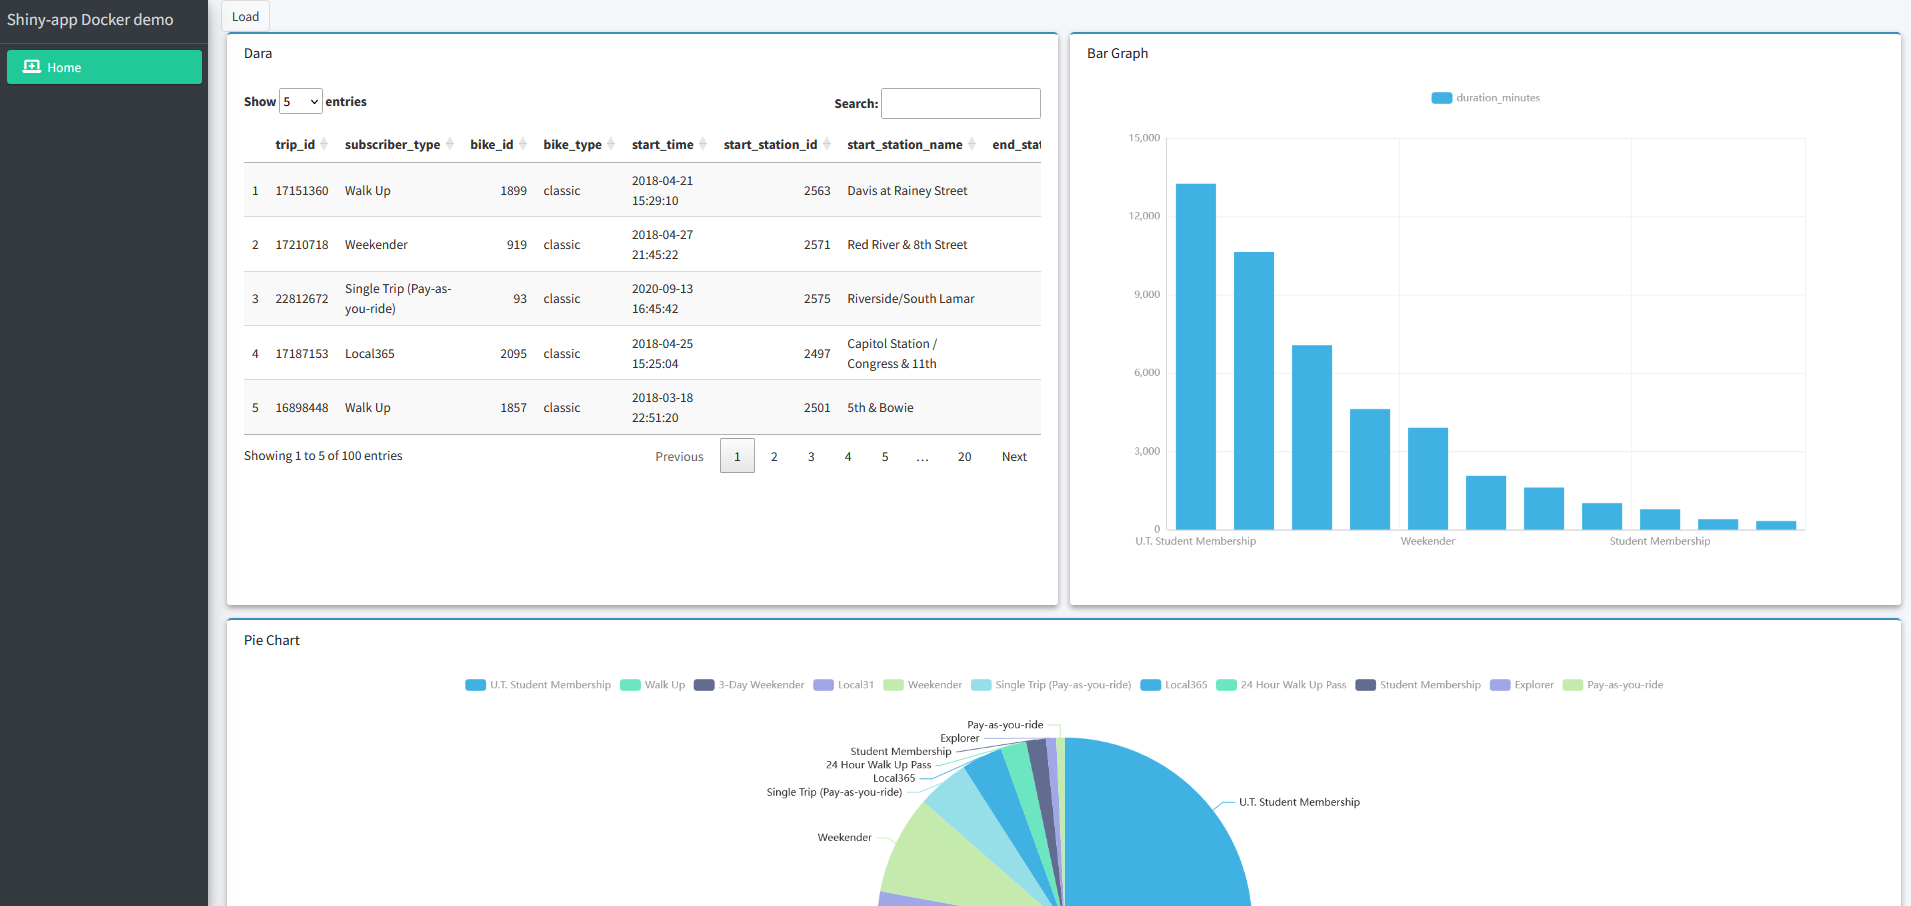 Shiny-app Docker demo
Home
Load
Dara
Show 5 entries
Search:
trip_id subscriber_type bike_id bike_type start_time start_station_id start_station_name end_stat
1 17151360 Walk Up 1899 classic 2018-04-21 15:29:10 2563 Davis at Rainey Street
2 17210718 Weekender 919 classic 2018-04-27 21:45:22 2571 Red River & 8th Street
3 22812672 Single Trip (Pay-as-you-ride) 93 classic 2020-09-13 16:45:42 2575 Riverside/South Lamar
4 17187153 Local365 2095 classic 2018-04-25 15:25:04 2497 Capitol Station / Congress & 11th
5 16898448 Walk Up 1857 classic 2018-03-18 22:51:20 2501 5th & Bowie
Showing 1 to 5 of 100 entries
Previous 1 2 3 4 5 … 20 Next
Bar Graph
duration_minutes
15,000
12,000
9,000
6,000
3,000
0
U.T. Student Membership Weekender Student Membership
Pie Chart
U.T. Student Membership Walk Up 3-Day Weekender Local31 Weekender Single Trip (Pay-as-you-ride) Local365 24 Hour Walk Up Pass Student Membership Explorer Pay-as-you-ride
Pay-as-you-ride
Explorer
Student Membership
24 Hour Walk Up Pass
Local365
Single Trip (Pay-as-you-ride)
U.T. Student Membership
Weekender